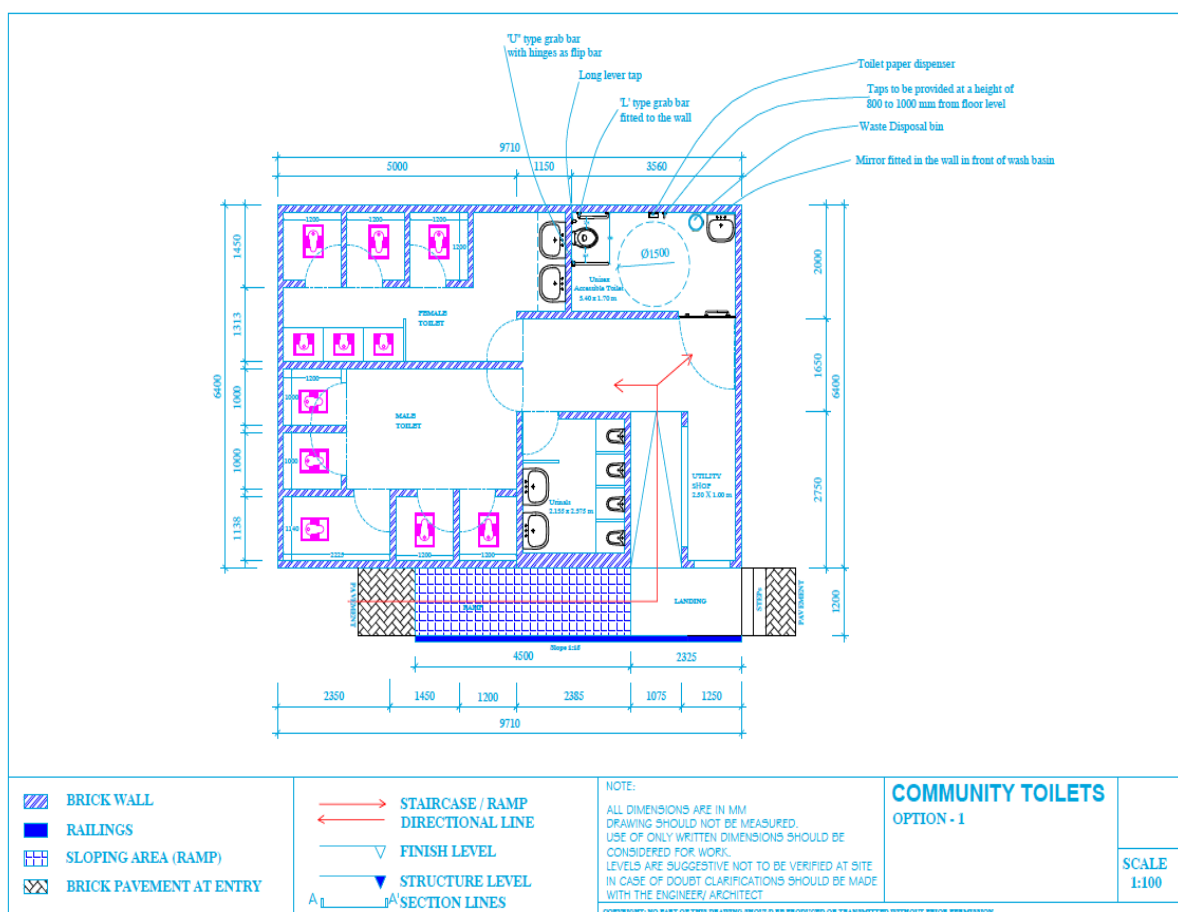 'U" type grab bar
with hinges as flip bar
Long lever tap
'L' type grab bar
fitted to the wall
Toilet paper dispenser
Taps to be provided at a height of
800 to 1000 mm from floor level
Waste Disposal bin
Mirror fitted in the wall in front of wash basin
9710
5000
1150
3560
6400
1450
1313
1000
1000
1138
1200
1200
1200
1200
Ø1500
Unisex
Accessible Toilet
FEMALE
TOILET
2000
1650
2750
6400
1200
1200
1000
1000
MALE
TOILET
1140
2225
1200
1200
Urinals
2.155 x 2.575 m
UTILITY
SHOP
2.50 X 1.00 m
PAVEMENT
RAMP
LANDING
STEPs
PAVEMENT
4500
2325
2350
1450
1200
2385
1075
1250
9710
BRICK WALL
RAILINGS
SLOPING AREA (RAMP)
BRICK PAVEMENT AT ENTRY
STAIRCASE / RAMP
DIRECTIONAL LINE
FINISH LEVEL
STRUCTURE LEVEL
A A' SECTION LINES
NOTE:
ALL DIMENSIONS ARE IN MM
DRAWING SHOULD NOT BE MEASURED.
USE OF ONLY WRITTEN DIMENSIONS SHOULD BE
CONSIDERED FOR WORK.
LEVELS ARE SUGGESTIVE NOT TO BE VERIFIED AT SITE
IN CASE OF DOUBT CLARIFICATIONS SHOULD BE MADE
WITH THE ENGINEER/ ARCHITECT
COMMUNITY TOILETS
OPTION - 1
SCALE
1:100